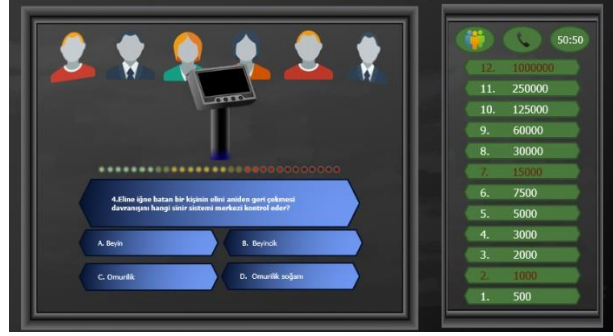 50:50
12. 1000000
11. 250000
10. 125000
9. 60000
8. 30000
7. 15000
6. 7500
5. 5000
4. 3000
3. 2000
2. 1000
1. 500
4.Eline iğne batan bir kişinin elini aniden geri çekmesi
davranışını hangi sinir sistemi merkezi kontrol eder?
A. Beyin
B. Beyincik
C. Omurilik
D. Omurilik soğanı